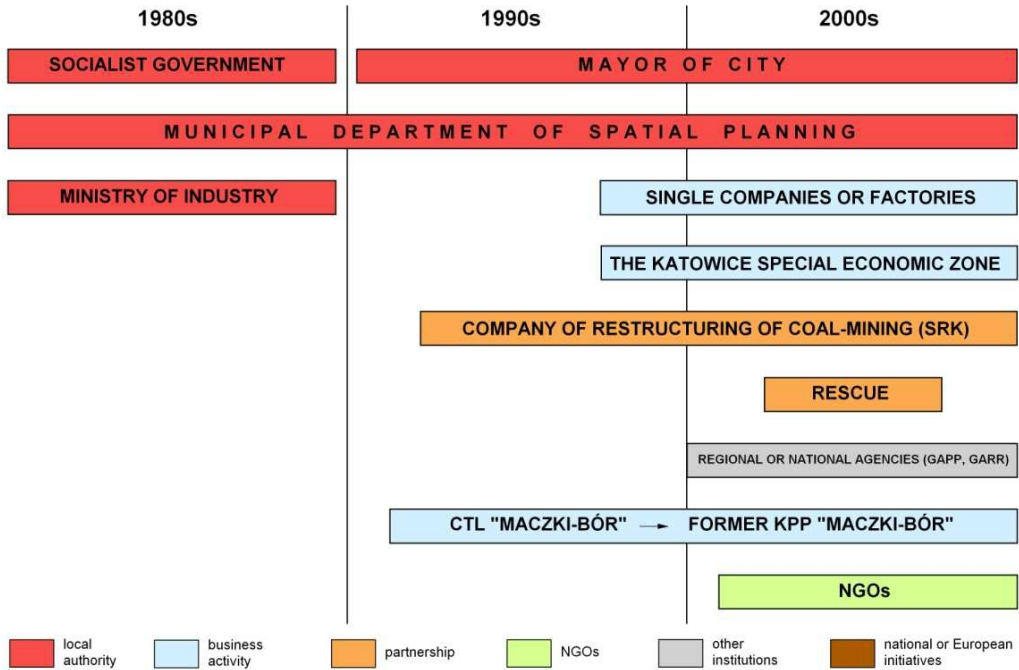 1980s 1990s 2000s
SOCIALIST GOVERNMENT MAYOR OF CITY
MUNICIPAL DEPARTMENT OF SPATIAL PLANNING
MINISTRY OF INDUSTRY SINGLE COMPANIES OR FACTORIES
THE KATOWICE SPECIAL ECONOMIC ZONE
COMPANY OF RESTRUCTURING OF COAL-MINING (SRK)
RESCUE
REGIONAL OR NATIONAL AGENCIES (GAPP, GARR)
CTL "MACZKI-BÓR" → FORMER KPP "MACZKI-BÓR"
NGOs
local
authority
business
activity
partnership
NGOs
other
institutions
national or European
initiatives